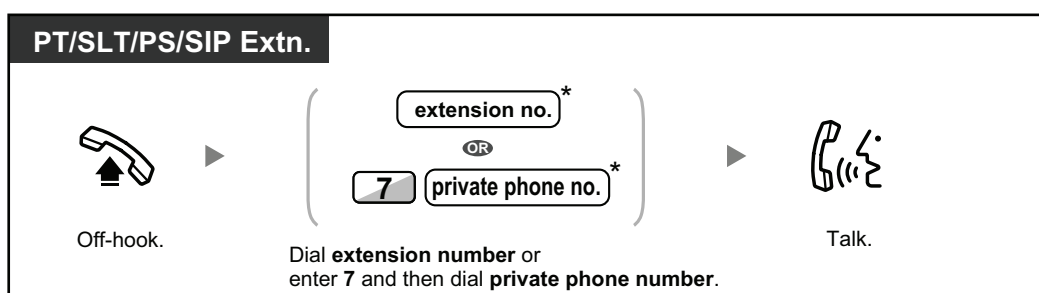 PT/SLT/PS/SIP Extn.
extension no.*
OR
7 private phone no.*
Off-hook.
Dial extension number or
enter 7 and then dial private phone number.
Talk.